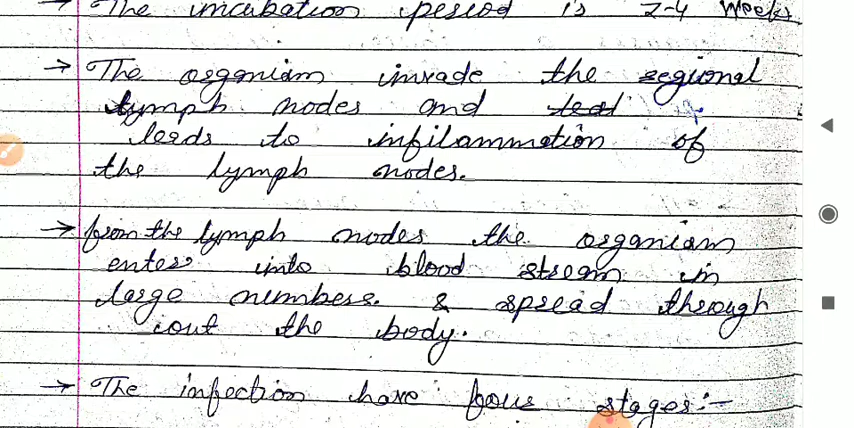 → The incubation period is 2-4 weeks
→ The organism invade the regional
lymph nodes and
leads to infilammation of
the lymph nodes.
→ from the lymph nodes the organism
enters into blood stream in
large numbers. & spread through
out the body.
→ The infection have four stages:-